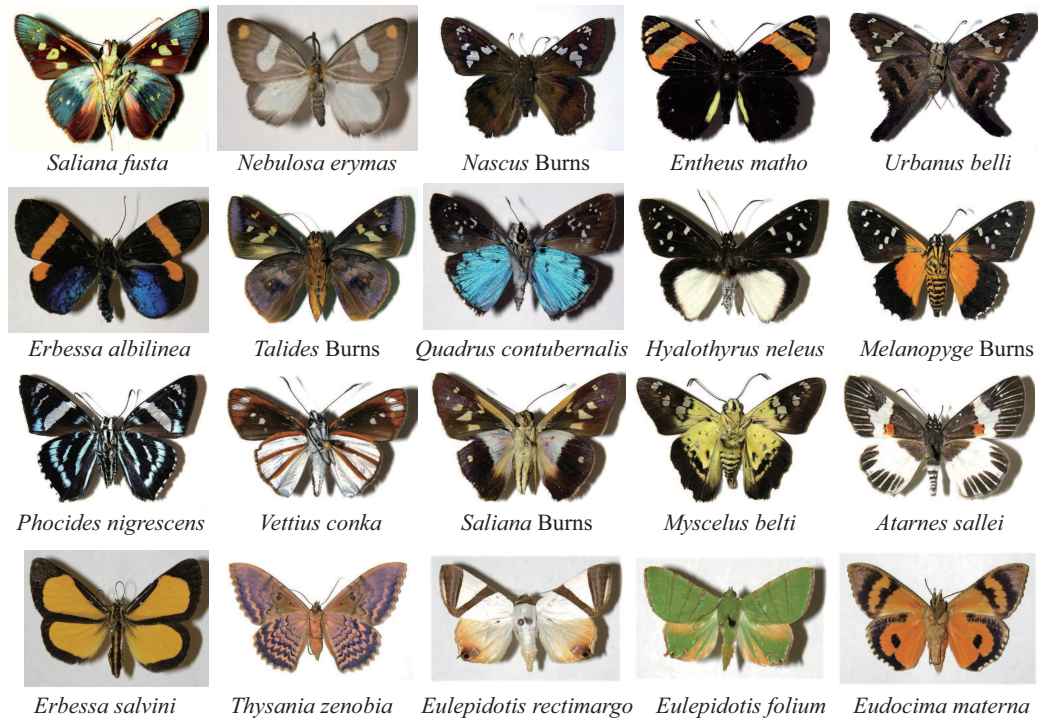 Saliana fusta
Nebulosa erymas
Nascus Burns
Entheus matho
Urbanus belli
Erbessa albilinea
Talides Burns
Quadrus contubernalis
Hyalothyrus neleus
Melanopyge Burns
Phocides nigrescens
Vettius conka
Saliana Burns
Myscelus belti
Atarnes sallei
Erbessa salvini
Thysania zenobia
Eulepidotis rectimargo
Eulepidotis folium
Eudocima materna